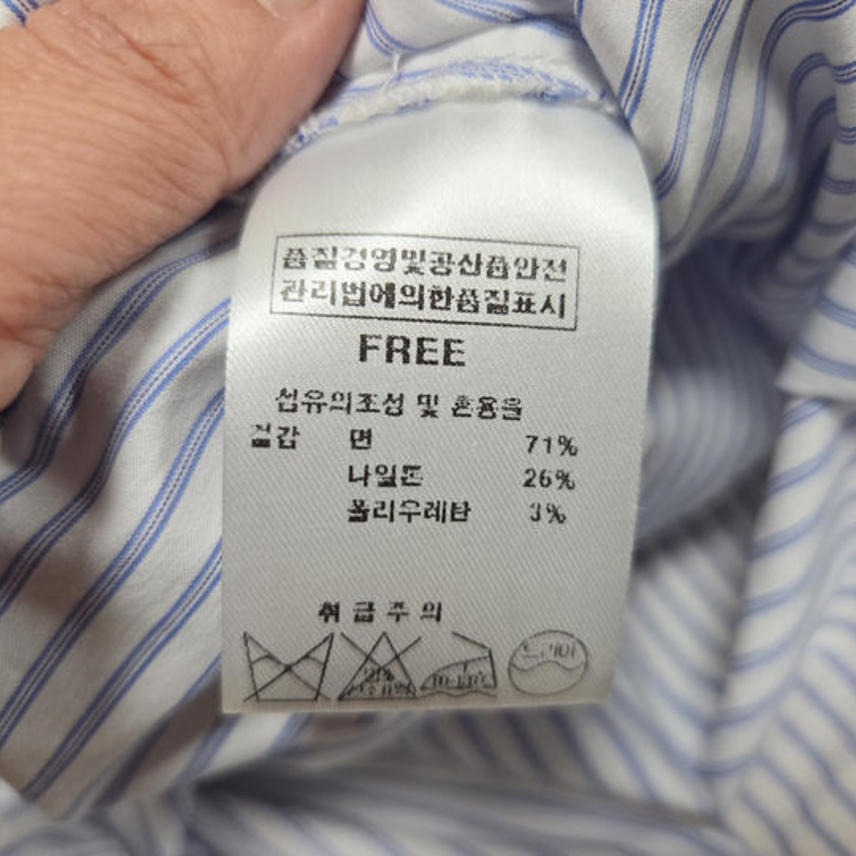 품질경영및공산품안전
관리법에의한품질표시
FREE
섬유의조성 및 혼용율
겉감 면 71%
나일론 26%
폴리우레탄 3%
취급주의
드라이